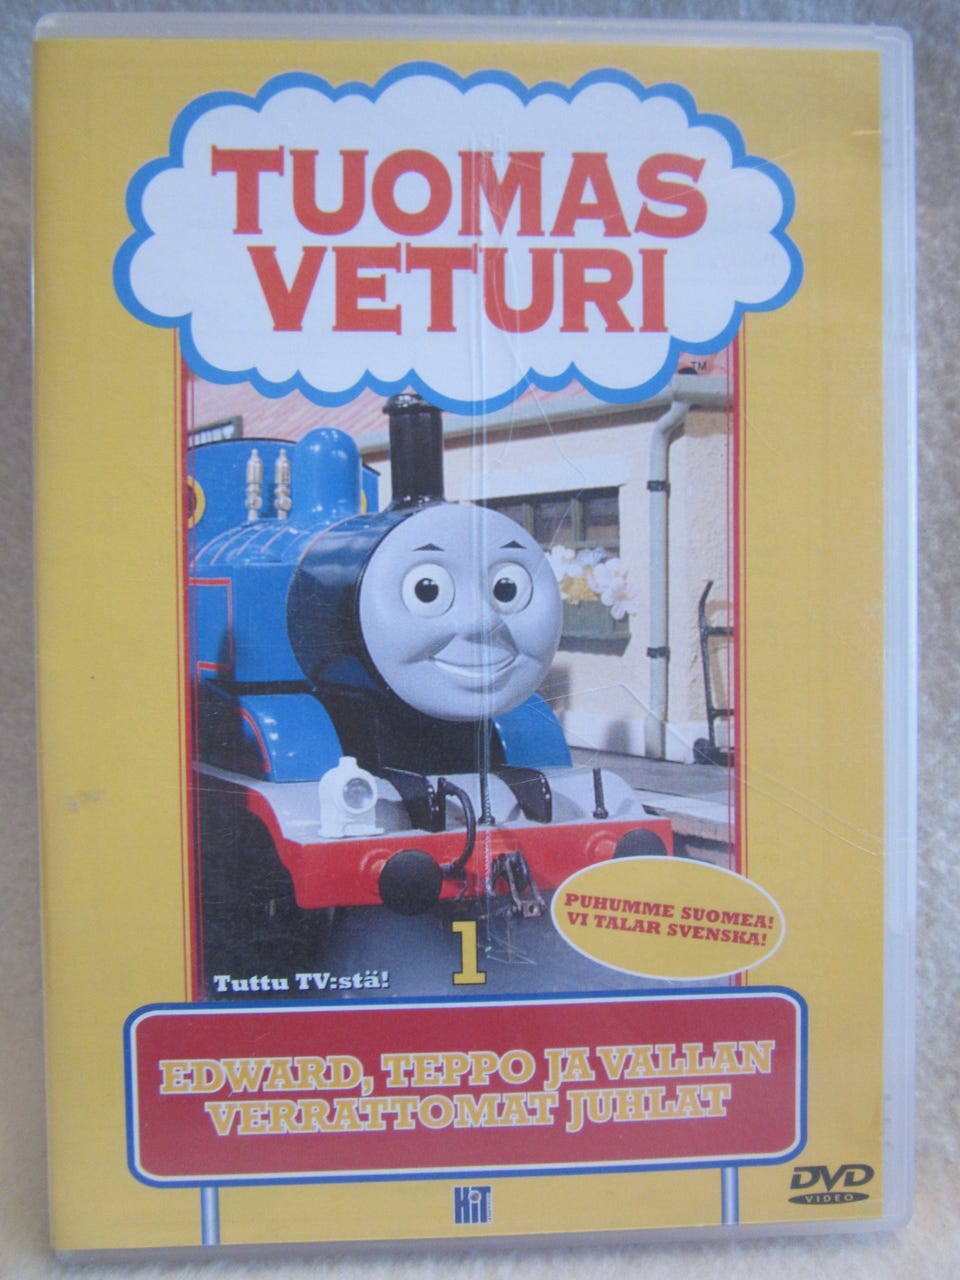 TUOMAS
VETURI
TM
PUHUMME SUOMEA!
VI TALAR SVENSKA!
1
Tuttu TV:stä!
EDWARD, TEPPO JA VALLAN
VERRATTOMAT JUHLAT
HiT
DVD
VIDEO